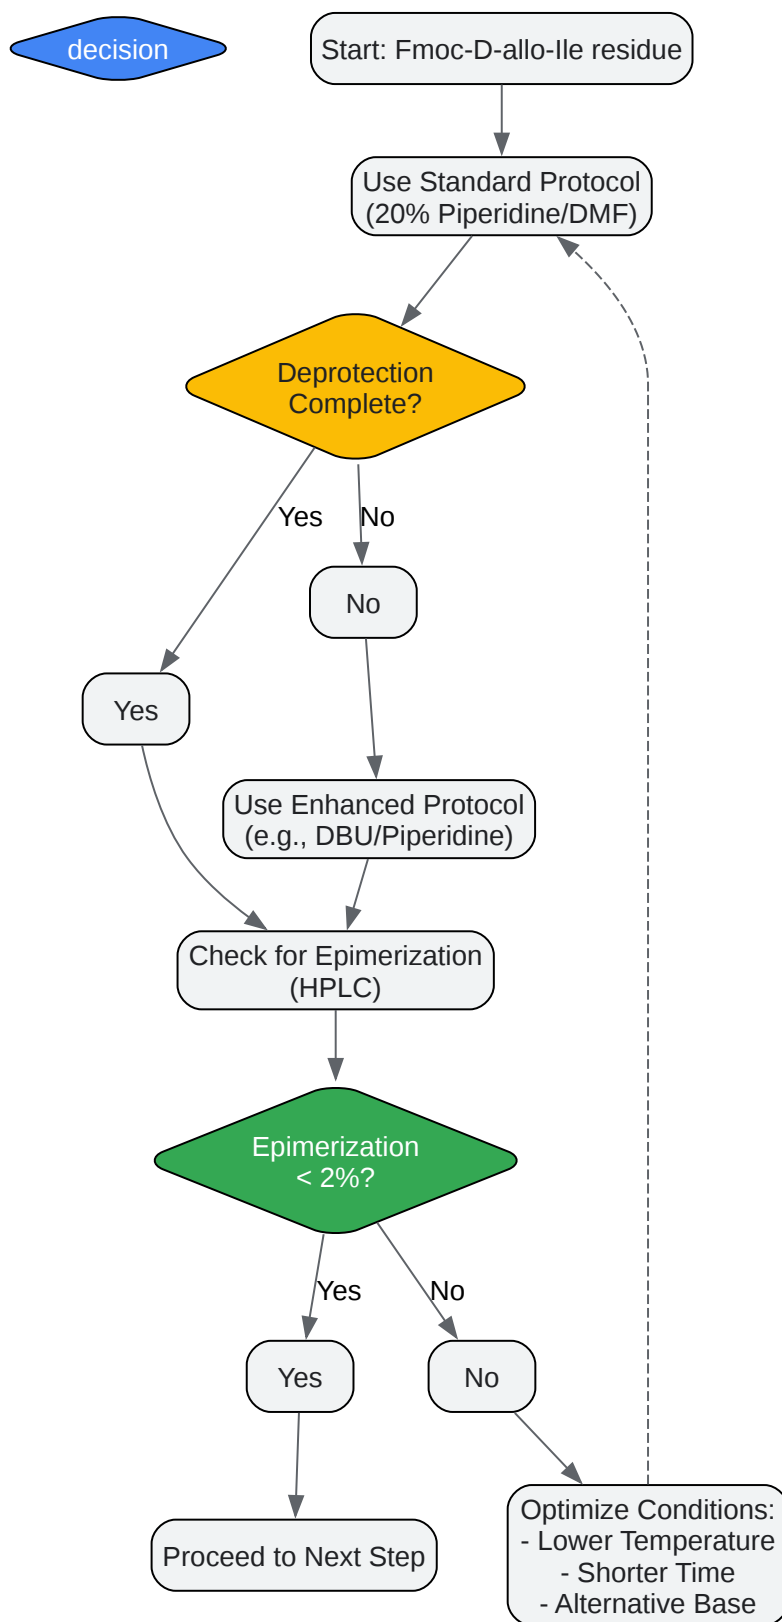 decision
Start: Fmoc-D-allo-Ile residue
Use Standard Protocol
(20% Piperidine/DMF)
Deprotection
Complete?
Yes
No
No
Yes
Use Enhanced Protocol
(e.g., DBU/Piperidine)
Check for Epimerization
(HPLC)
Epimerization
< 2%?
Yes
No
Yes
No
Proceed to Next Step
Optimize Conditions:
- Lower Temperature
- Shorter Time
- Alternative Base